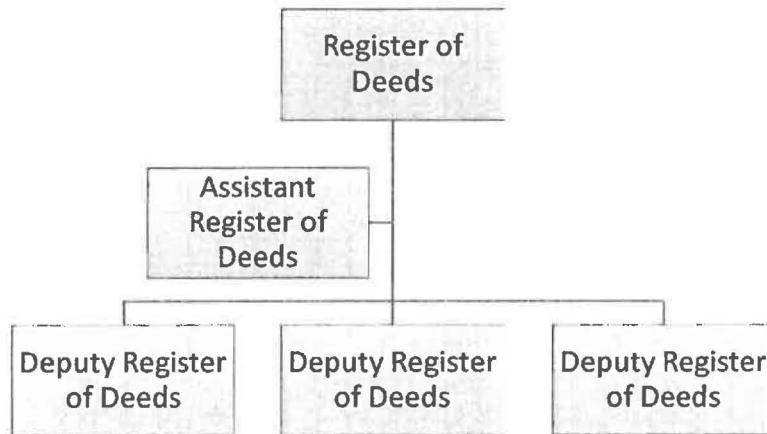 Register of
Deeds
Assistant
Register of
Deeds
Deputy Register
of Deeds
Deputy Register
of Deeds
Deputy Register
of Deeds